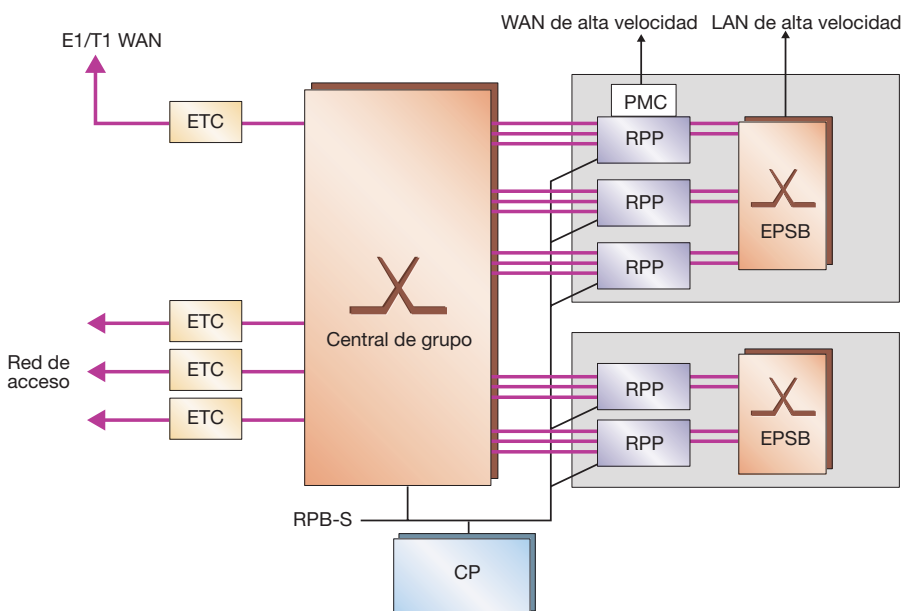 WAN de alta velocidad
LAN de alta velocidad
E1/T1 WAN
PMC
ETC
RPP
RPP
EPSB
RPP
ETC
Central de grupo
Red de
acceso
ETC
ETC
RPP
EPSB
RPP
RPB-S
CP